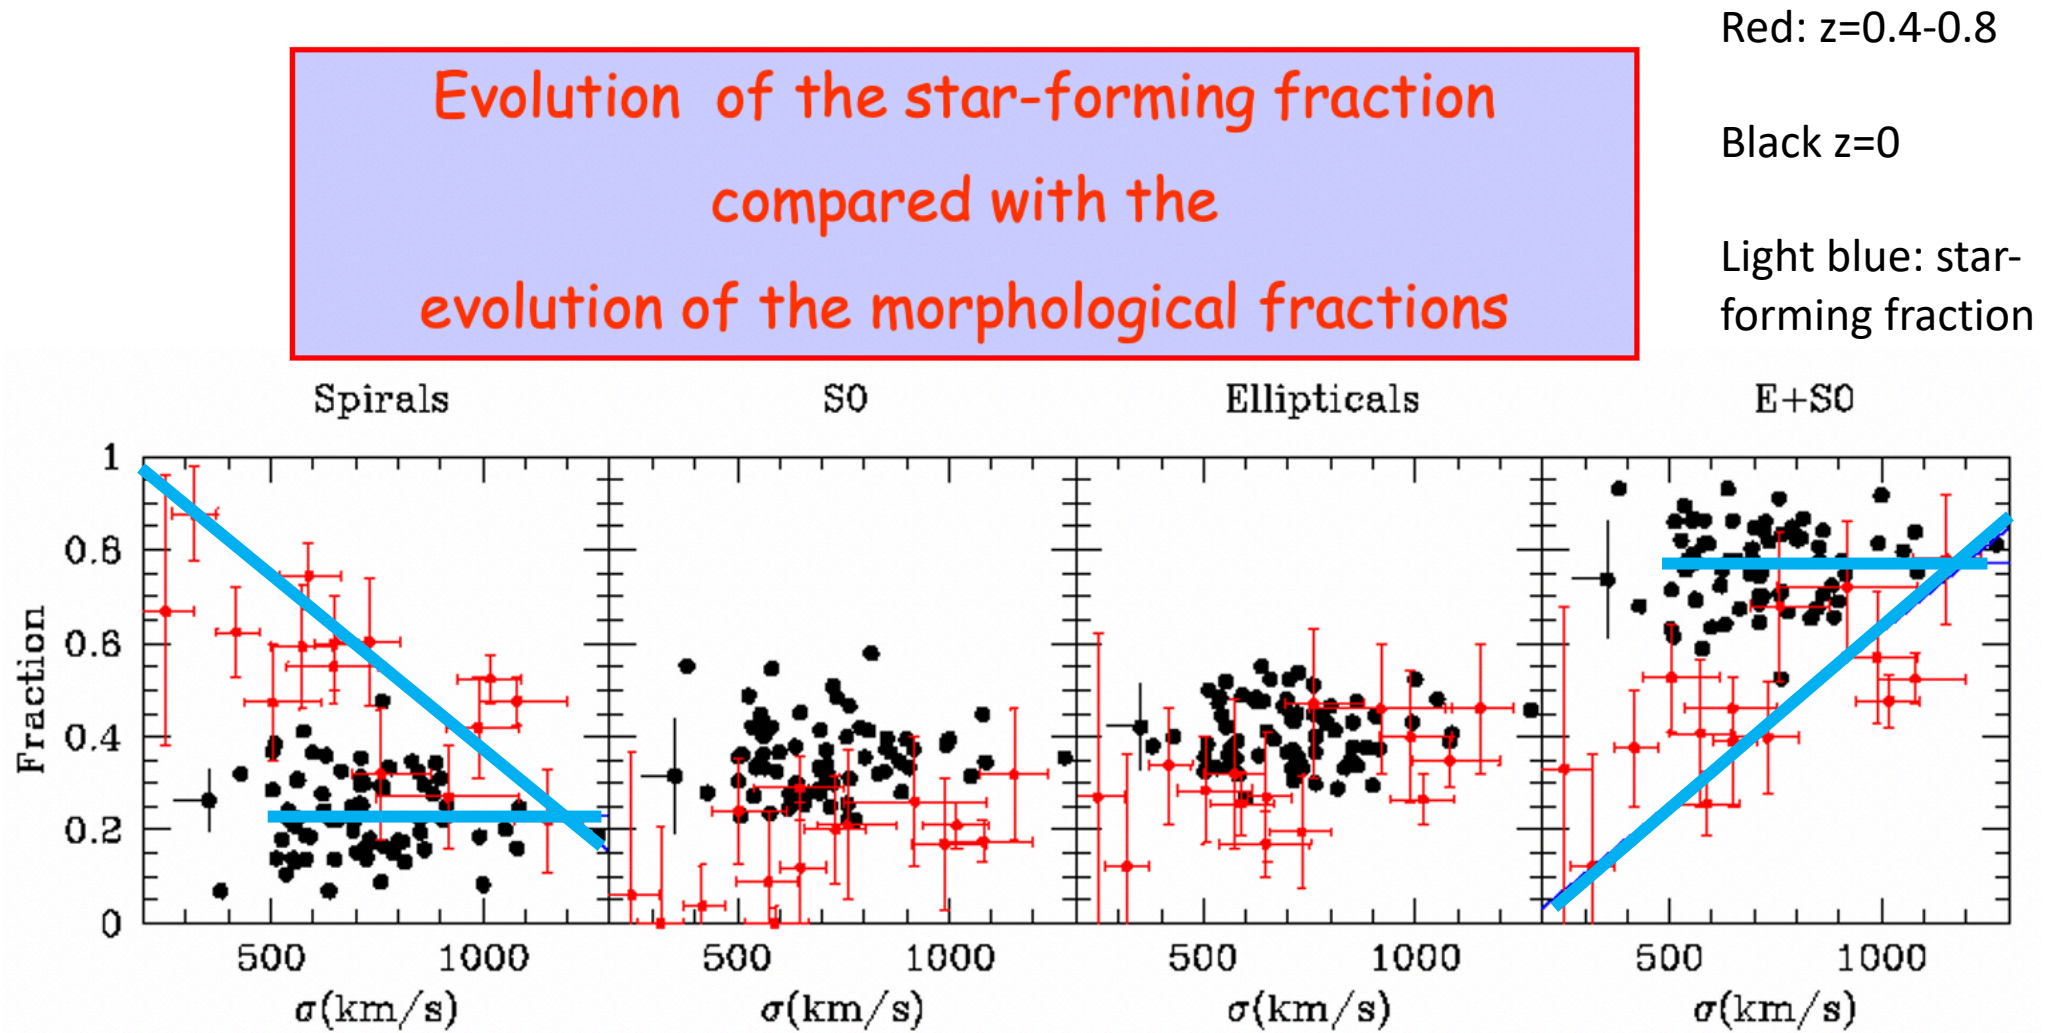 Red: z=0.4-0.8
Evolution of the star-forming fraction
compared with the
evolution of the morphological fractions
Black z=0
Light blue: star-
forming fraction
Spirals
S0
Ellipticals
E+S0
Fraction
1
0.8
0.6
0.4
0.2
0
500 1000
500 1000
500 1000
500 1000
σ(km/s)
σ(km/s)
σ(km/s)
σ(km/s)